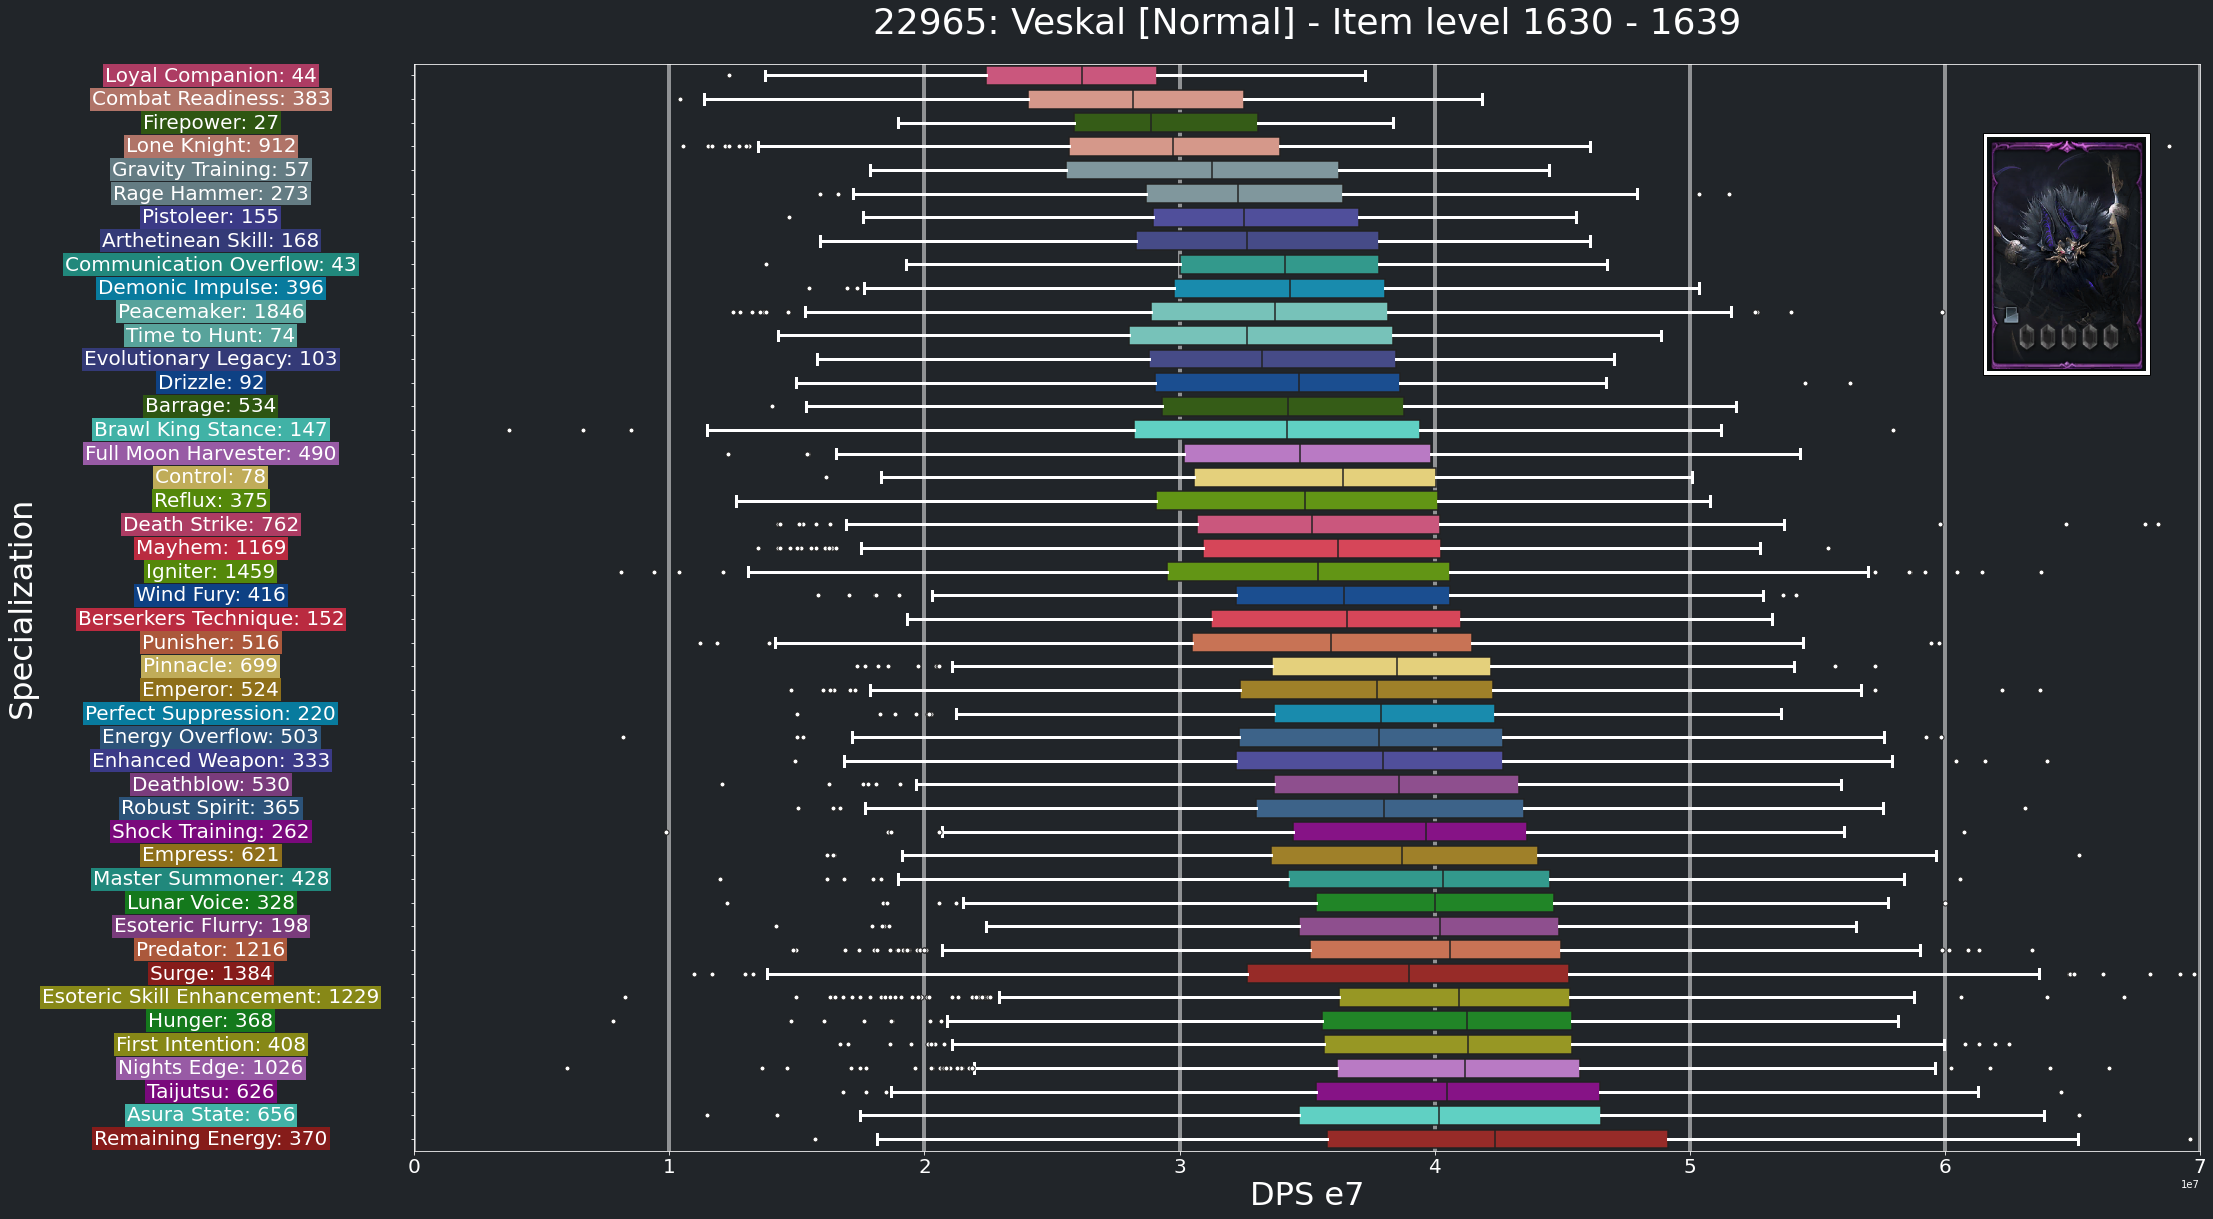 22965: Veskal [Normal] - Item level 1630 - 1639
Loyal Companion: 44
Combat Readiness: 383
Firepower: 27
Lone Knight: 912
Gravity Training: 57
Rage Hammer: 273
Pistoleer: 155
Arthetinean Skill: 168
Communication Overflow: 43
Demonic Impulse: 396
Peacemaker: 1846
Time to Hunt: 74
Evolutionary Legacy: 103
Drizzle: 92
Barrage: 534
Brawl King Stance: 147
Full Moon Harvester: 490
Control: 78
Reflux: 375
Death Strike: 762
Mayhem: 1169
Igniter: 1459
Wind Fury: 416
Berserkers Technique: 152
Punisher: 516
Pinnacle: 699
Emperor: 524
Perfect Suppression: 220
Energy Overflow: 503
Enhanced Weapon: 333
Deathblow: 530
Robust Spirit: 365
Shock Training: 262
Empress: 621
Master Summoner: 428
Lunar Voice: 328
Esoteric Flurry: 198
Predator: 1216
Surge: 1384
Esoteric Skill Enhancement: 1229
Hunger: 368
First Intention: 408
Nights Edge: 1026
Taijutsu: 626
Asura State: 656
Remaining Energy: 370
Specialization
0 1 2 3 4 5 6 7
1e7
DPS e7